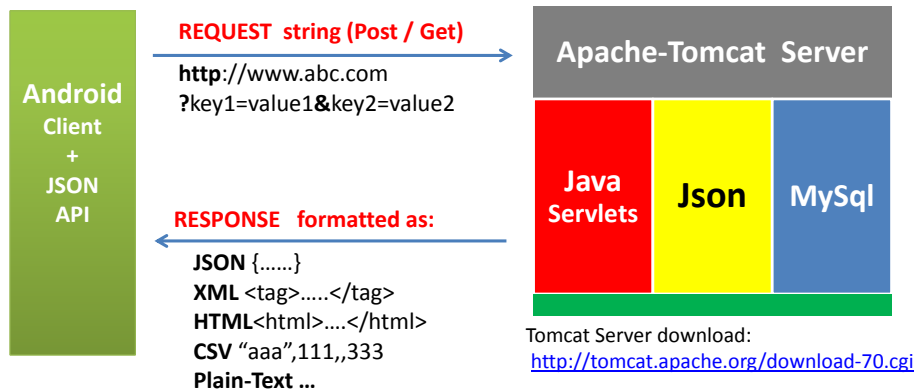 Android
Client
+
JSON
API
REQUEST string (Post / Get)
http://www.abc.com
?key1=value1&key2=value2
RESPONSE formatted as:
JSON {......}
XML <tag>.....</tag>
HTML<html>....</html>
CSV “aaa”,111,,333
Plain-Text ...
Apache-Tomcat Server
Java
Servlets
Json
MySql
Tomcat Server download:
http://tomcat.apache.org/download-70.cgi